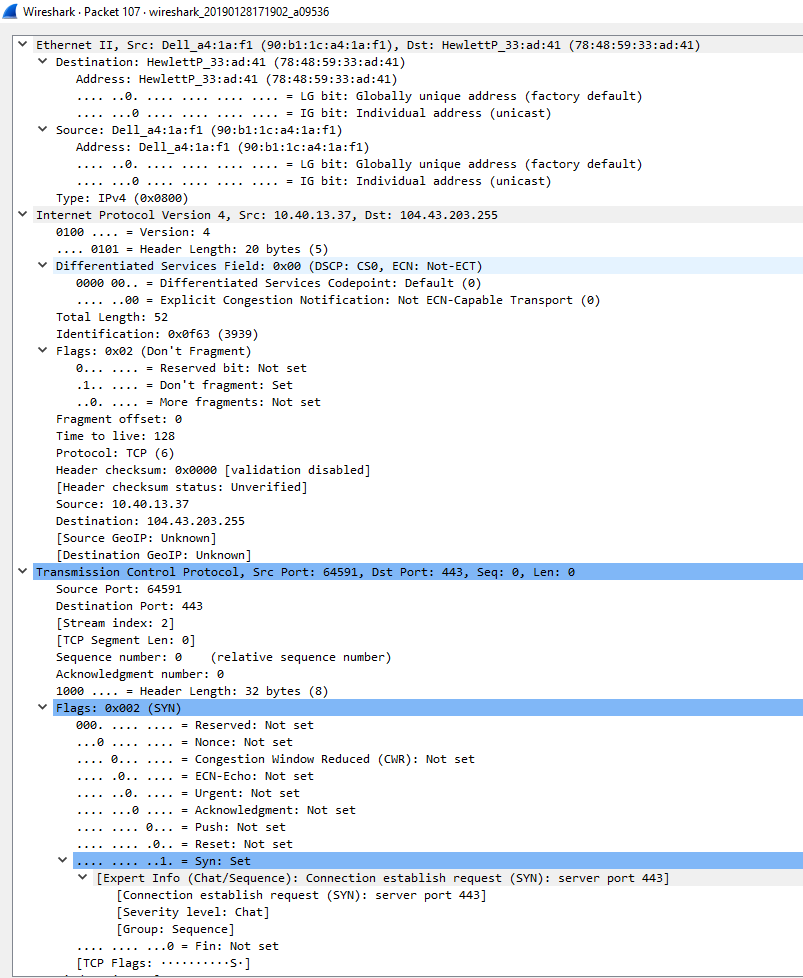 Wireshark · Packet 107 · wireshark_20190128171902_a09536
Ethernet II, Src: Dell_a4:1a:f1 (90:b1:1c:a4:1a:f1), Dst: HewlettP_33:ad:41 (78:48:59:33:ad:41)
Destination: HewlettP_33:ad:41 (78:48:59:33:ad:41)
Address: HewlettP_33:ad:41 (78:48:59:33:ad:41)
.... ..0. .... .... .... .... = LG bit: Globally unique address (factory default)
.... ...0 .... .... .... .... = IG bit: Individual address (unicast)
Source: Dell_a4:1a:f1 (90:b1:1c:a4:1a:f1)
Address: Dell_a4:1a:f1 (90:b1:1c:a4:1a:f1)
.... ..0. .... .... .... .... = LG bit: Globally unique address (factory default)
.... ...0 .... .... .... .... = IG bit: Individual address (unicast)
Type: IPv4 (0x0800)
Internet Protocol Version 4, Src: 10.40.13.37, Dst: 104.43.203.255
0100 .... = Version: 4
.... 0101 = Header Length: 20 bytes (5)
Differentiated Services Field: 0x00 (DSCP: CS0, ECN: Not-ECT)
0000 00.. = Differentiated Services Codepoint: Default (0)
.... ..00 = Explicit Congestion Notification: Not ECN-Capable Transport (0)
Total Length: 52
Identification: 0x0f63 (3939)
Flags: 0x02 (Don't Fragment)
0... .... = Reserved bit: Not set
.1.. .... = Don't fragment: Set
..0. .... = More fragments: Not set
Fragment offset: 0
Time to live: 128
Protocol: TCP (6)
Header checksum: 0x0000 [validation disabled]
[Header checksum status: Unverified]
Source: 10.40.13.37
Destination: 104.43.203.255
[Source GeoIP: Unknown]
[Destination GeoIP: Unknown]
Transmission Control Protocol, Src Port: 64591, Dst Port: 443, Seq: 0, Len: 0
Source Port: 64591
Destination Port: 443
[Stream index: 2]
[TCP Segment Len: 0]
Sequence number: 0    (relative sequence number)
Acknowledgment number: 0
1000 .... = Header Length: 32 bytes (8)
Flags: 0x002 (SYN)
000. .... .... = Reserved: Not set
...0 .... .... = Nonce: Not set
.... 0... .... = Congestion Window Reduced (CWR): Not set
.... .0.. .... = ECN-Echo: Not set
.... ..0. .... = Urgent: Not set
.... ...0 .... = Acknowledgment: Not set
.... .... 0... = Push: Not set
.... .... .0.. = Reset: Not set
.... .... ..1. = Syn: Set
[Expert Info (Chat/Sequence): Connection establish request (SYN): server port 443]
[Connection establish request (SYN): server port 443]
[Severity level: Chat]
[Group: Sequence]
.... .... ...0 = Fin: Not set
[TCP Flags: ··········S·]